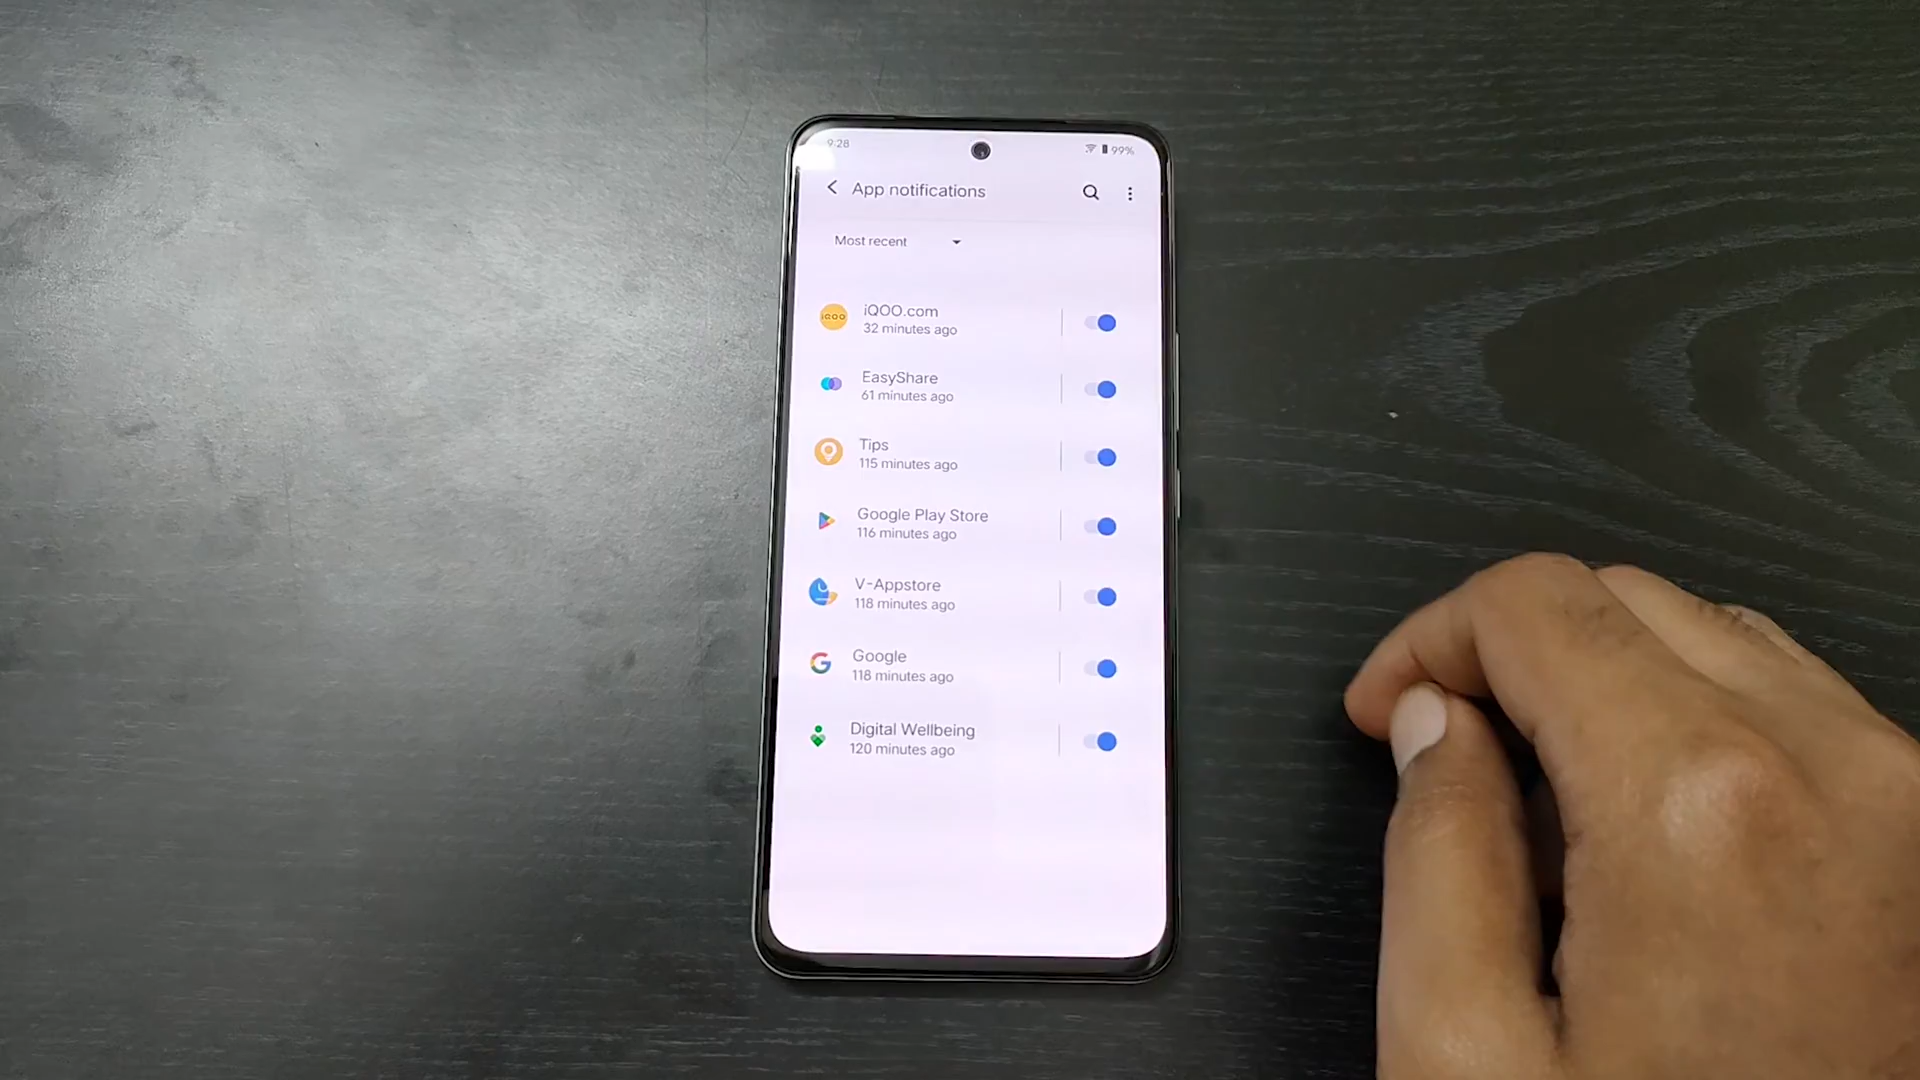 9:28
99%
App notifications
Most recent
iQOO
iQOO.com
32 minutes ago
EasyShare
61 minutes ago
Tips
115 minutes ago
Google Play Store
116 minutes ago
V-Appstore
118 minutes ago
Google
118 minutes ago
Digital Wellbeing
120 minutes ago